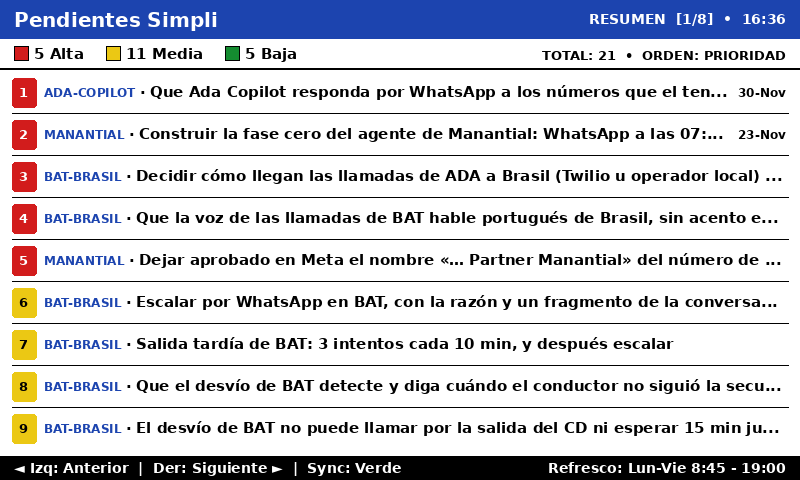 Pendientes Simpli
RESUMEN [1/8] • 16:36
5 Alta 11 Media 5 Baja
TOTAL: 21 • ORDEN: PRIORIDAD
1 ADA-COPILOT · Que Ada Copilot responda por WhatsApp a los números que el ten... 30-Nov
2 MANANTIAL · Construir la fase cero del agente de Manantial: WhatsApp a las 07:... 23-Nov
3 BAT-BRASIL · Decidir cómo llegan las llamadas de ADA a Brasil (Twilio u operador local) ...
4 BAT-BRASIL · Que la voz de las llamadas de BAT hable portugués de Brasil, sin acento e...
5 MANANTIAL · Dejar aprobado en Meta el nombre «... Partner Manantial» del número de ...
6 BAT-BRASIL · Escalar por WhatsApp en BAT, con la razón y un fragmento de la conversa...
7 BAT-BRASIL · Salida tardía de BAT: 3 intentos cada 10 min, y después escalar
8 BAT-BRASIL · Que el desvío de BAT detecte y diga cuándo el conductor no siguió la secu...
9 BAT-BRASIL · El desvío de BAT no puede llamar por la salida del CD ni esperar 15 min ju...
◄ Izq: Anterior | Der: Siguiente ► | Sync: Verde
Refresco: Lun-Vie 8:45 - 19:00